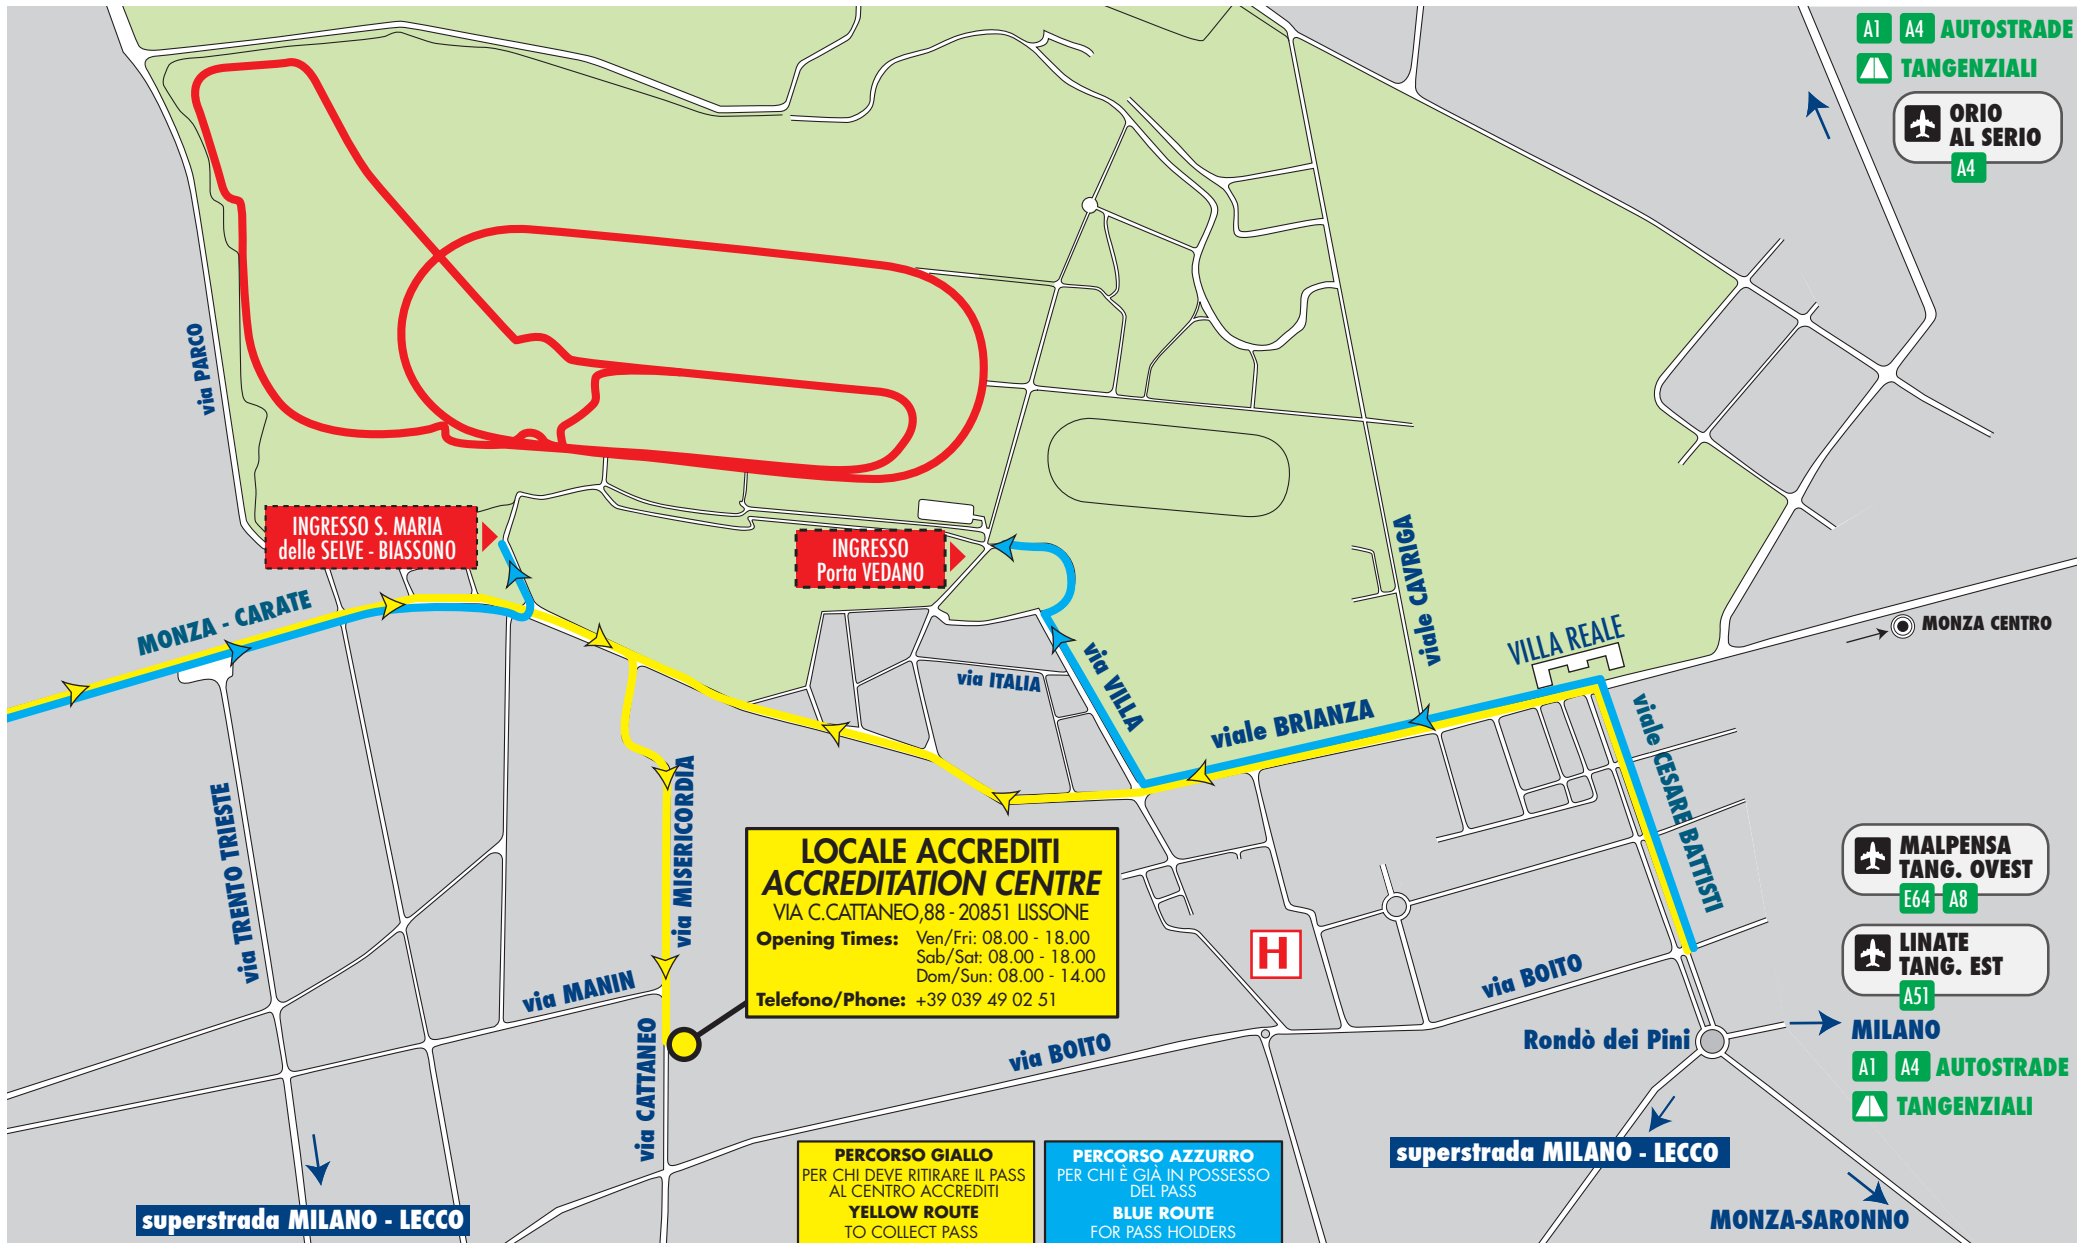 A1 A4 AUTOSTRADE
TANGENZIALI
ORIO
AL SERIO
A4
via PARCO
INGRESSO S. MARIA
delle SELVE - BIASSONO
INGRESSO
Porta VEDANO
viale CAVRIGA
MONZA - CARATE
VILLA REALE
MONZA CENTRO
via ITALIA
via VILLA
viale BRIANZA
viale CESARE BATTISTI
via TRENTO TRIESTE
via MISERICORDIA
LOCALE ACCREDITI
ACCREDITATION CENTRE
VIA C.CATTANEO,88 - 20851 LISSONE
Opening Times: Ven/Fri: 08.00 - 18.00
Sab/Sat: 08.00 - 18.00
Dom/Sun: 08.00 - 14.00
Telefono/Phone: +39 039 49 02 51
MALPENSA
TANG. OVEST
E64 A8
H
LINATE
TANG. EST
A51
via MANIN
via BOITO
via CATTANEO
via BOITO
Rondò dei Pini
MILANO
A1 A4 AUTOSTRADE
TANGENZIALI
superstrada MILANO - LECCO
PERCORSO GIALLO
PER CHI DEVE RITIRARE IL PASS
AL CENTRO ACCREDITI
YELLOW ROUTE
TO COLLECT PASS
PERCORSO AZZURRO
PER CHI È GIÀ IN POSSESSO
DEL PASS
BLUE ROUTE
FOR PASS HOLDERS
superstrada MILANO - LECCO
MONZA-SARONNO